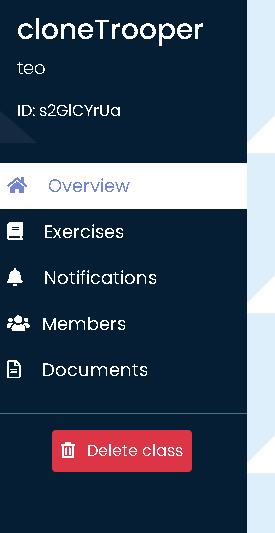 cloneTrooper
teo
ID: s2GlCYrUa
Overview
Exercises
Notifications
Members
Documents
Delete class